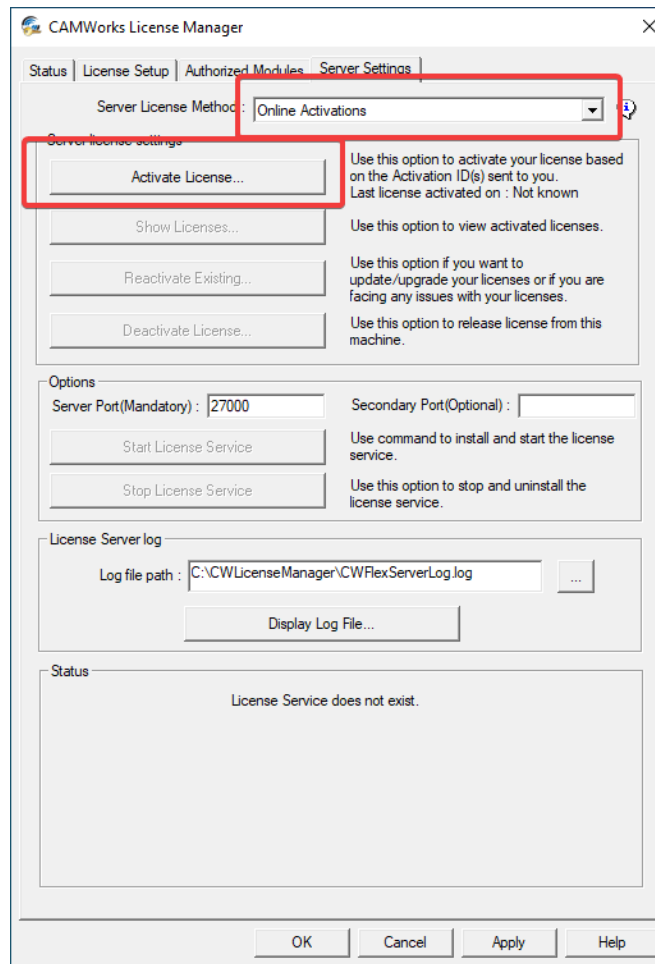 CAMWorks License Manager
Status License Setup Authorized Modules Server Settings
Server License Method : Online Activations
Server license settings
Activate License...
Use this option to activate your license based
on the Activation ID(s) sent to you.
Last license activated on : Not known
Show Licenses...
Use this option to view activated licenses.
Reactivate Existing...
Use this option if you want to
update/upgrade your licenses or if you are
facing any issues with your licenses.
Deactivate License...
Use this option to release license from this
machine.
Options
Server Port(Mandatory) : 27000 Secondary Port(Optional) :
Start License Service
Use command to install and start the license
service.
Stop License Service
Use this option to stop and uninstall the
license service.
License Server log
Log file path : C:\CWLicenseManager\CWFlexServerLog.log ...
Display Log File...
Status
License Service does not exist.
OK Cancel Apply Help